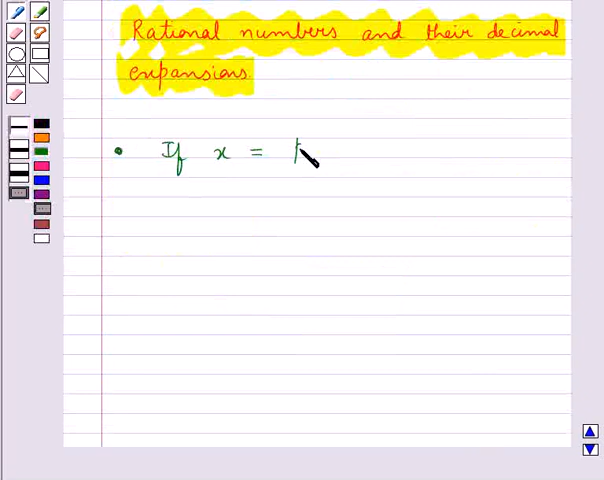 Rational numbers and their decimal
expansions
• If x =